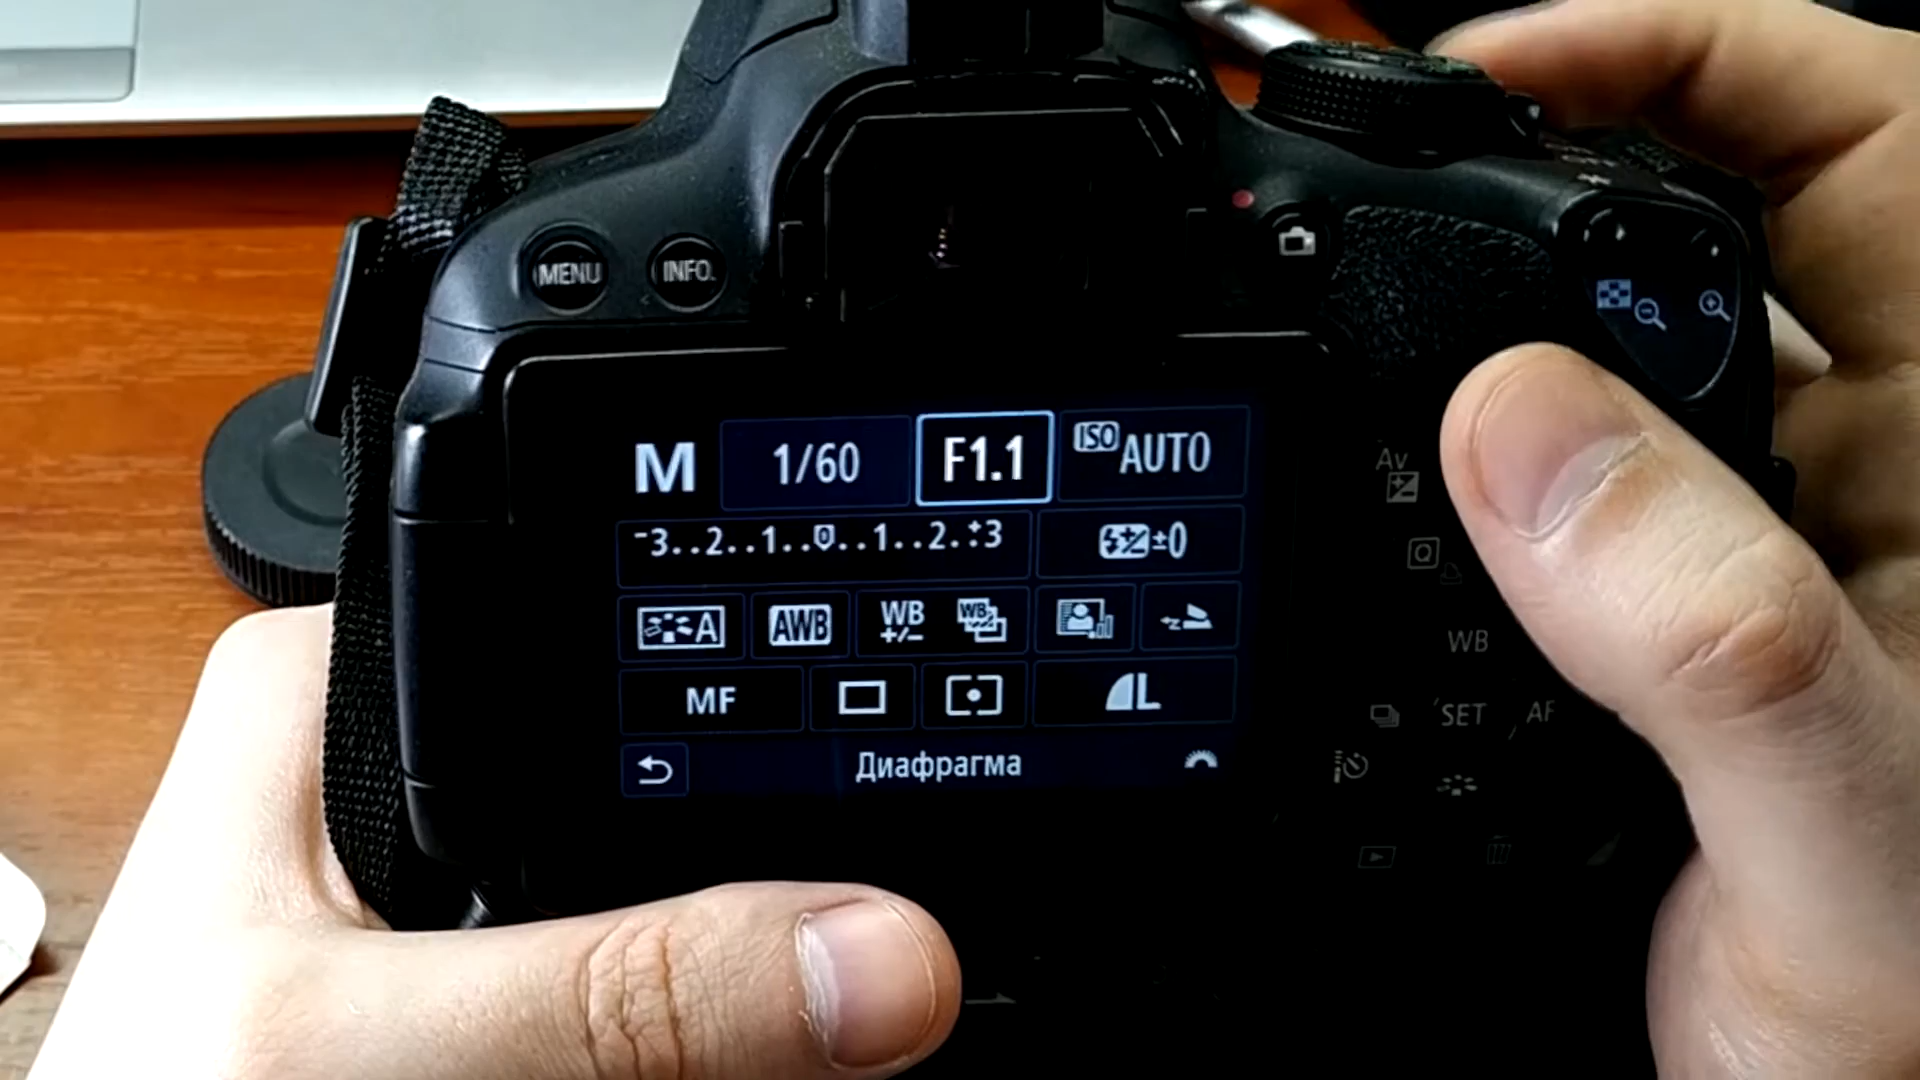 MENU INFO.
M 1/60 F1.1 ISO AUTO
-3..2..1..0..1..2..+3 ±0
A AWB WB +/- WB
MF L
Диафрагма
Av
Q
WB
SET AF